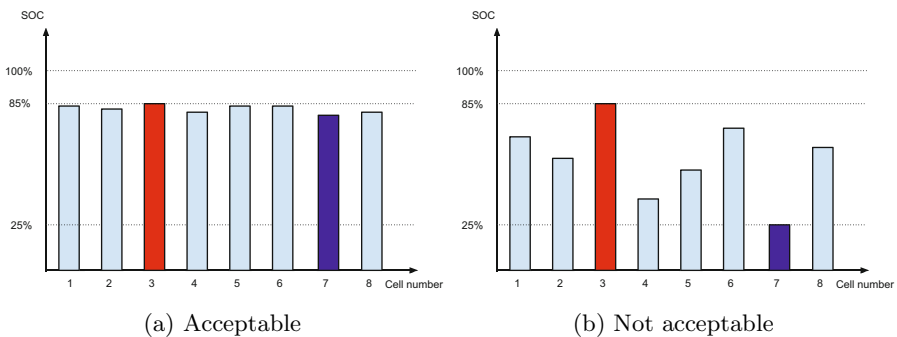 SOC
100%
85%
25%
1 2 3 4 5 6 7 8 Cell number
(a) Acceptable
SOC
100%
85%
25%
1 2 3 4 5 6 7 8 Cell number
(b) Not acceptable